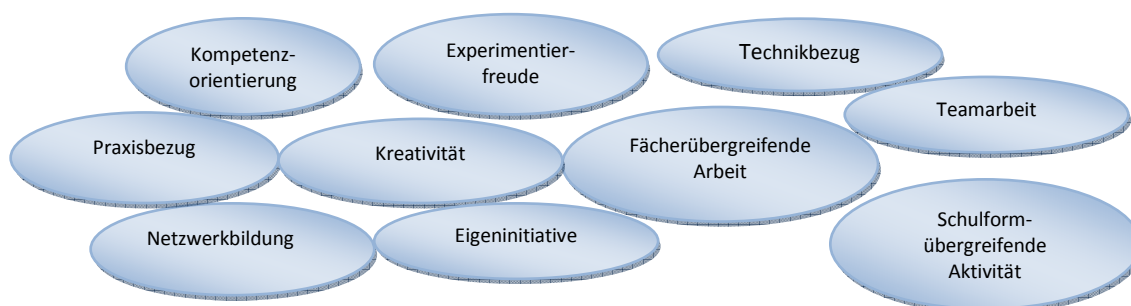 Kompetenz-
orientierung
Experimentier-
freude
Technikbezug
Teamarbeit
Praxisbezug
Kreativität
Fächerübergreifende
Arbeit
Netzwerkbildung
Eigeninitiative
Schulform-
übergreifende
Aktivität